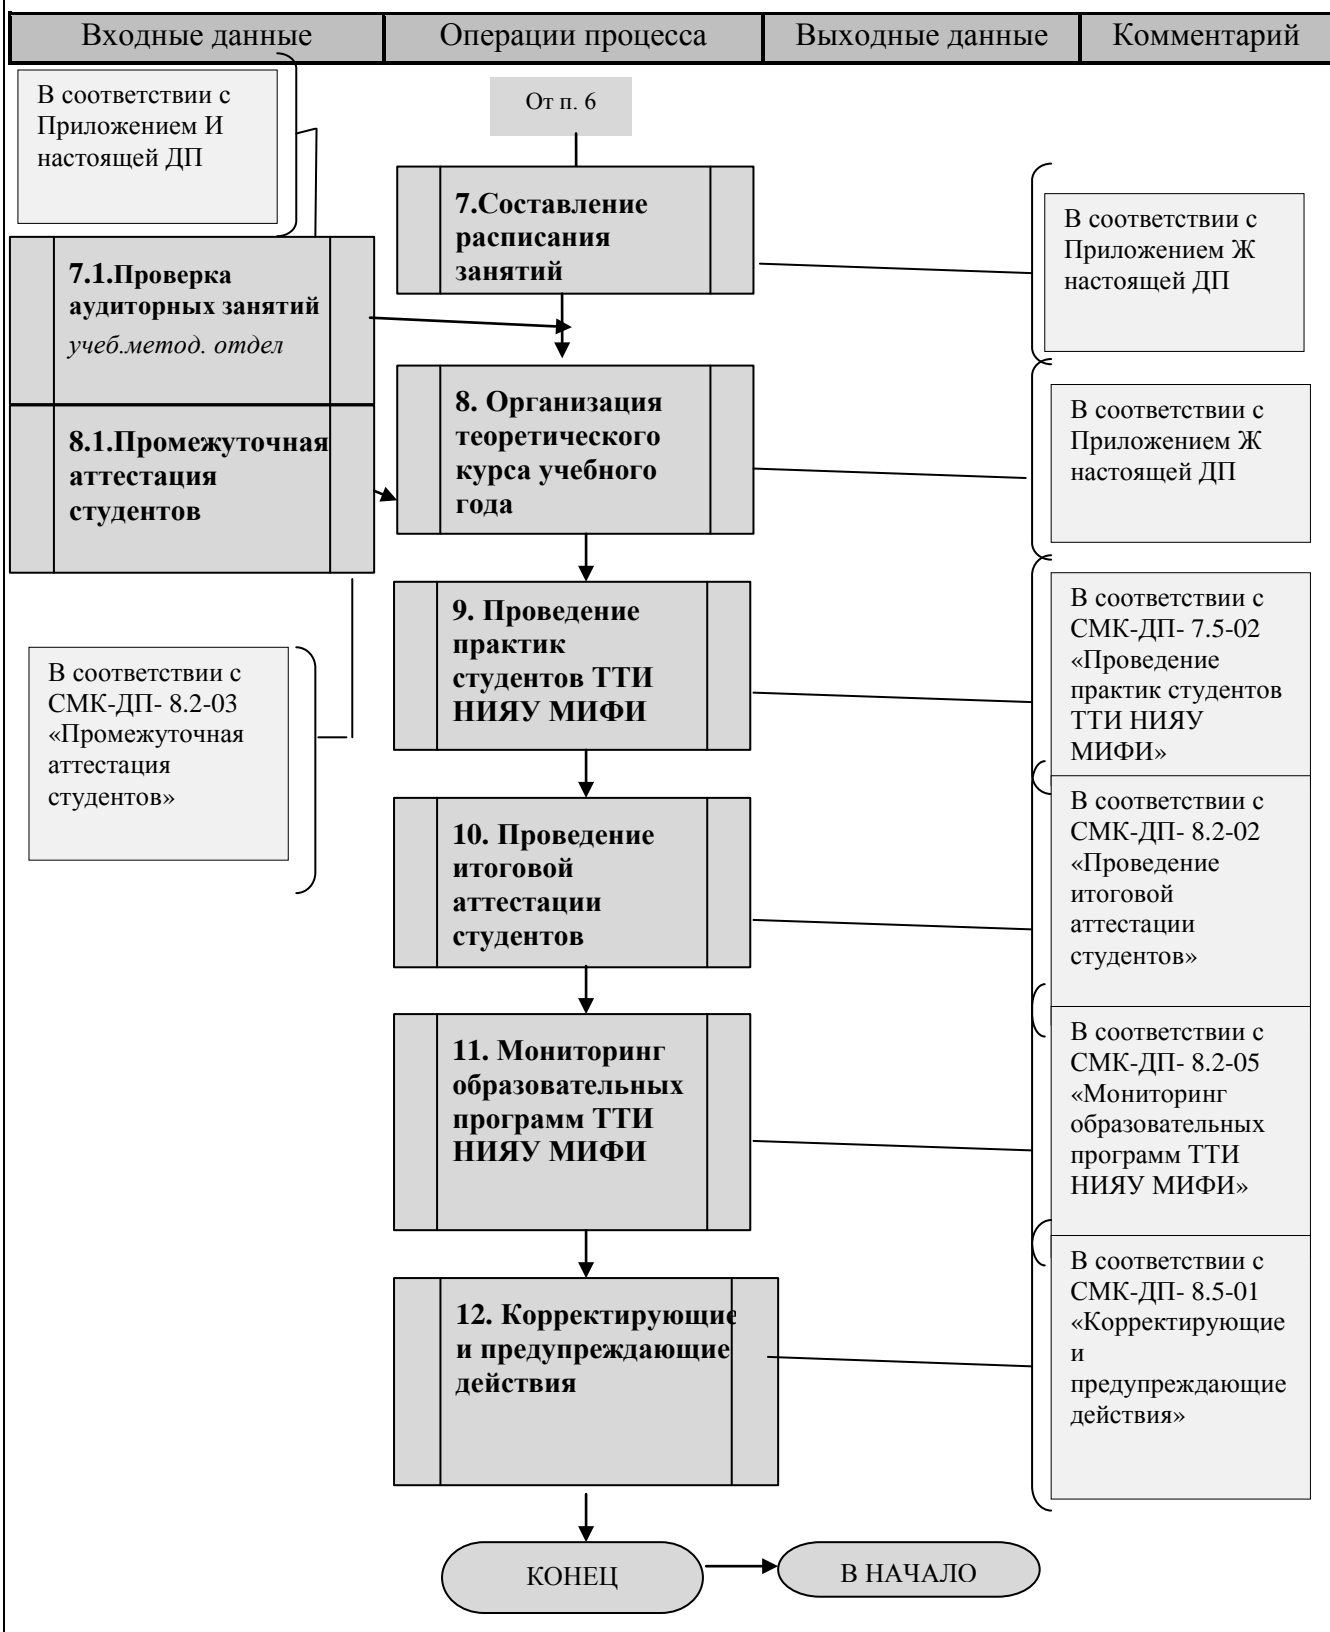 Входные данные
Операции процесса
Выходные данные
Комментарий
В соответствии с
Приложением И
настоящей ДП
От п. 6
7.Составление
расписания
занятий
В соответствии с
Приложением Ж
настоящей ДП
7.1.Проверка
аудиторных занятий
учеб.метод. отдел
8. Организация
теоретического
курса учебного
года
В соответствии с
Приложением Ж
настоящей ДП
8.1.Промежуточная
аттестация
студентов
9. Проведение
практик
студентов ТТИ
НИЯУ МИФИ
В соответствии с
СМК-ДП- 7.5-02
«Проведение
практик студентов
ТТИ НИЯУ
МИФИ»
В соответствии с
СМК-ДП- 8.2-03
«Промежуточная
аттестация
студентов»
10. Проведение
итоговой
аттестации
студентов
В соответствии с
СМК-ДП- 8.2-02
«Проведение
итоговой
аттестации
студентов»
11. Мониторинг
образовательных
программ ТТИ
НИЯУ МИФИ
В соответствии с
СМК-ДП- 8.2-05
«Мониторинг
образовательных
программ ТТИ
НИЯУ МИФИ»
12. Корректирующие
и предупреждающие
действия
В соответствии с
СМК-ДП- 8.5-01
«Корректирующие
и
предупреждающие
действия»
КОНЕЦ
В НАЧАЛО